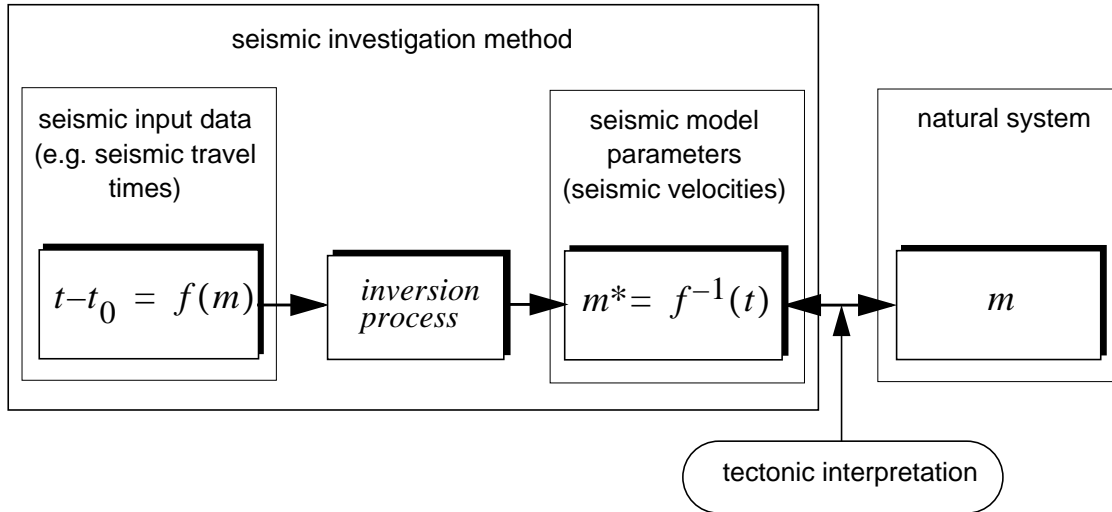 seismic investigation method
seismic input data
(e.g. seismic travel
times)
t–t₀ = f(m)
inversion
process
seismic model
parameters
(seismic velocities)
m*= f⁻¹(t)
natural system
m
tectonic interpretation